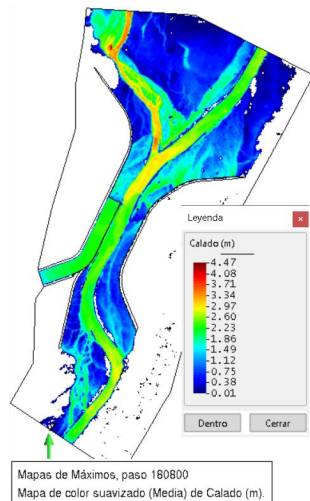 Leyenda
Calado (m)
4.47
4.08
3.71
3.34
2.97
2.60
2.23
1.86
1.49
1.12
0.75
0.38
0.01
Dentro
Cerrar
Mapas de Máximos, paso 180800
Mapa de color suavizado (Media) de Calado (m).